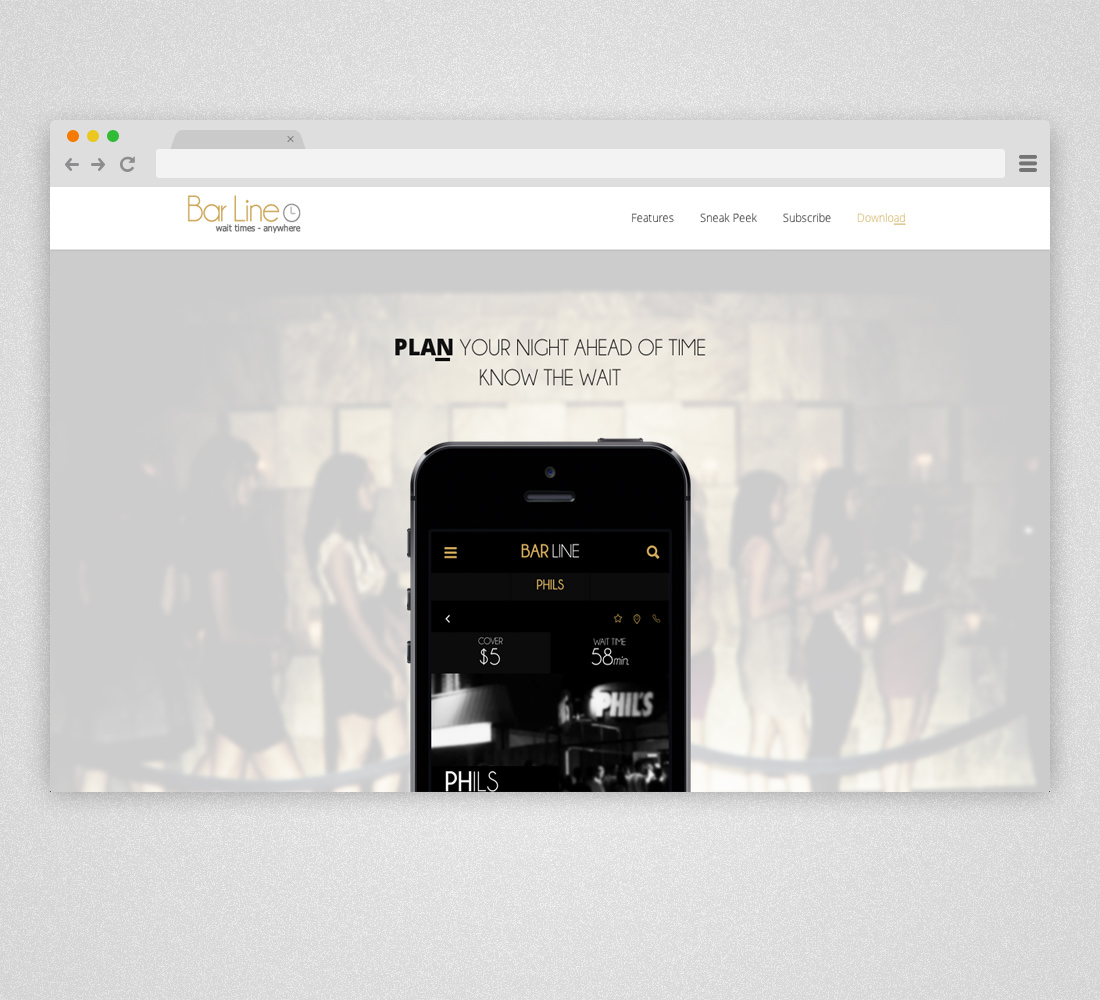 Bar Line
wait times - anywhere
Features Sneak Peek Subscribe Download
PLAN YOUR NIGHT AHEAD OF TIME
KNOW THE WAIT
BAR LINE
PHILS
COVER
$5
WAIT TIME
58min.
PHIL'S
PHILS